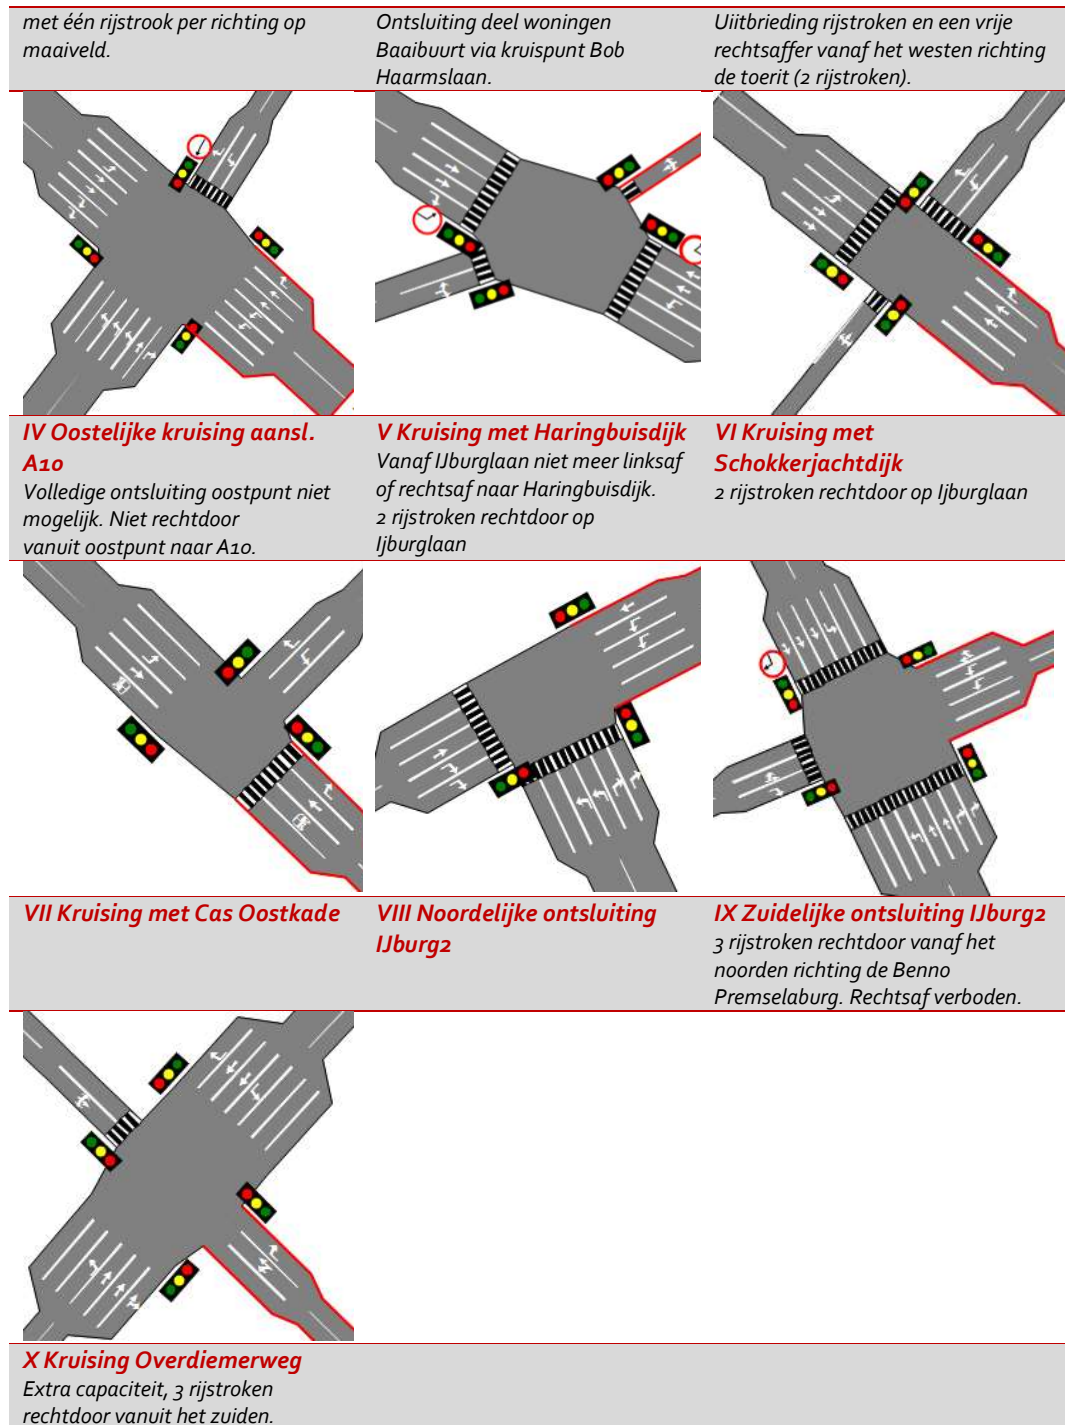 met één rijstrook per richting op
maaiveld.
Ontsluiting deel woningen
Baaibuurt via kruispunt Bob
Haarmslaan.
Uiitbrieding rijstroken en een vrije
rechtsaffer vanaf het westen richting
de toerit (2 rijstroken).
IV Oostelijke kruising aansl.
A10
Volledige ontsluiting oostpunt niet
mogelijk. Niet rechtdoor
vanuit oostpunt naar A10.
V Kruising met Haringbuisdijk
Vanaf IJburglaan niet meer linksaf
of rechtsaf naar Haringbuisdijk.
2 rijstroken rechtdoor op
Ijburglaan
VI Kruising met
Schokkerjachtdijk
2 rijstroken rechtdoor op Ijburglaan
VII Kruising met Cas Oostkade
VIII Noordelijke ontsluiting
IJburg2
IX Zuidelijke ontsluiting IJburg2
3 rijstroken rechtdoor vanaf het
noorden richting de Benno
Premselaburg. Rechtsaf verboden.
X Kruising Overdiemerweg
Extra capaciteit, 3 rijstroken
rechtdoor vanuit het zuiden.